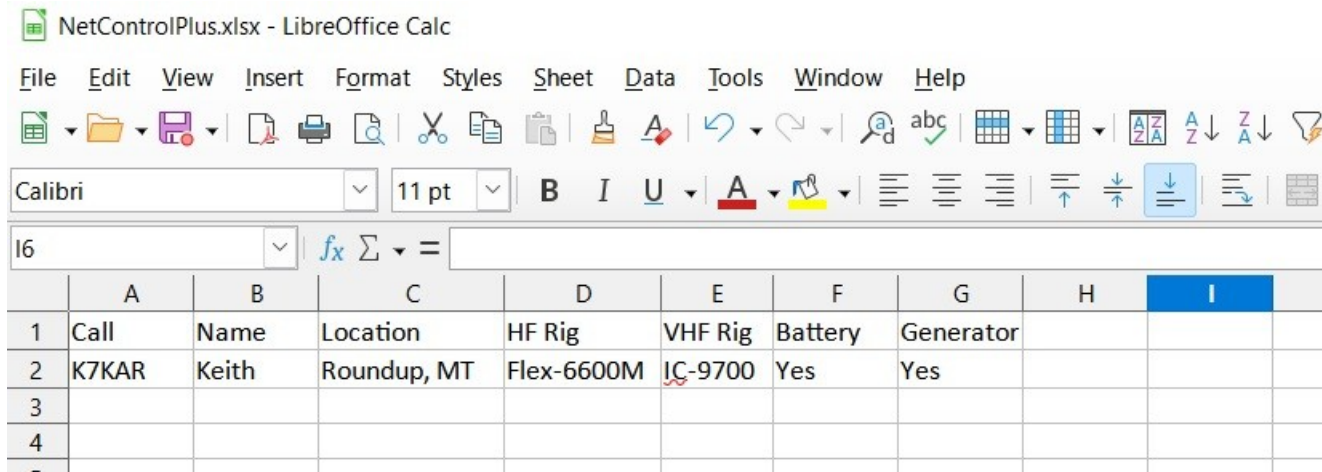 NetControlPlus.xlsx - LibreOffice Calc
File Edit View Insert Format Styles Sheet Data Tools Window Help
abc A Z A Z A Z Z A
Calibri 11 pt B I U A
I6 fx Σ =
A B C D E F G H I
1 Call Name Location HF Rig VHF Rig Battery Generator
2 K7KAR Keith Roundup, MT Flex-6600M IC-9700 Yes Yes
3
4